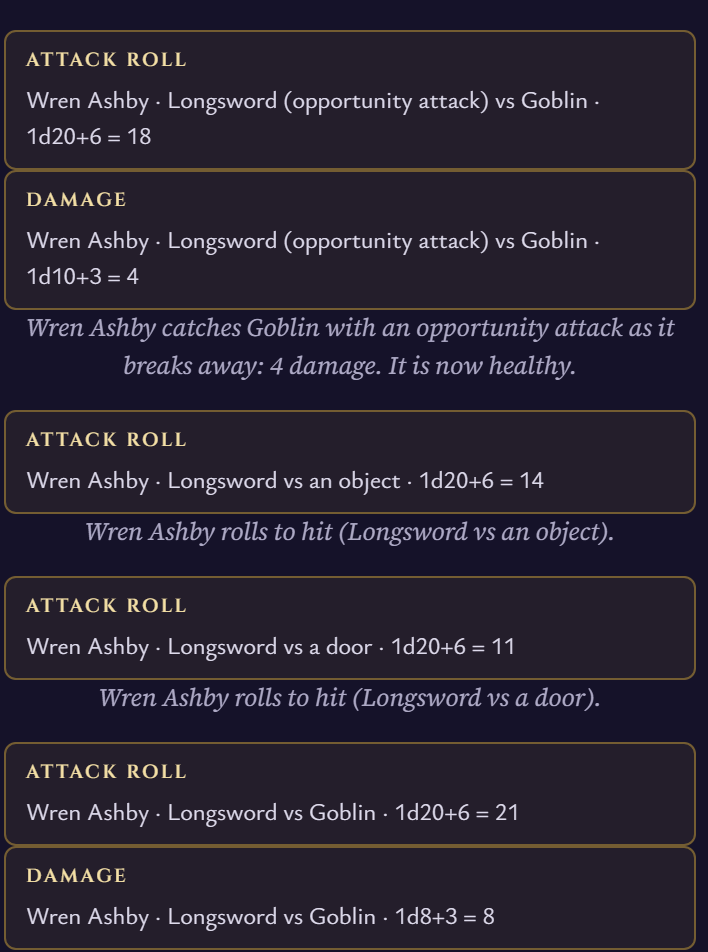 ATTACK ROLL
Wren Ashby · Longsword (opportunity attack) vs Goblin ·
1d20+6 = 18
DAMAGE
Wren Ashby · Longsword (opportunity attack) vs Goblin ·
1d10+3 = 4
Wren Ashby catches Goblin with an opportunity attack as it
breaks away: 4 damage. It is now healthy.
ATTACK ROLL
Wren Ashby · Longsword vs an object · 1d20+6 = 14
Wren Ashby rolls to hit (Longsword vs an object).
ATTACK ROLL
Wren Ashby · Longsword vs a door · 1d20+6 = 11
Wren Ashby rolls to hit (Longsword vs a door).
ATTACK ROLL
Wren Ashby · Longsword vs Goblin · 1d20+6 = 21
DAMAGE
Wren Ashby · Longsword vs Goblin · 1d8+3 = 8